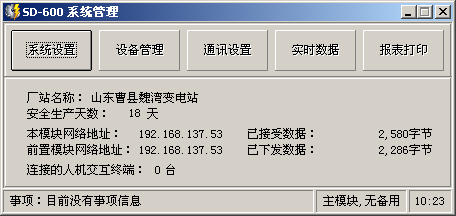 SD-600 系统管理
系统设置 设备管理 通讯设置 实时数据 报表打印
厂站名称： 山东曹县魏湾变电站
安全生产天数： 18 天
本模块网络地址： 192.168.137.53 已接受数据： 2,580字节
前置模块网络地址： 192.168.137.53 已下发数据： 2,286字节
连接的人机交互终端： 0 台
事项：目前没有事项信息 主模块,无备用 10:23